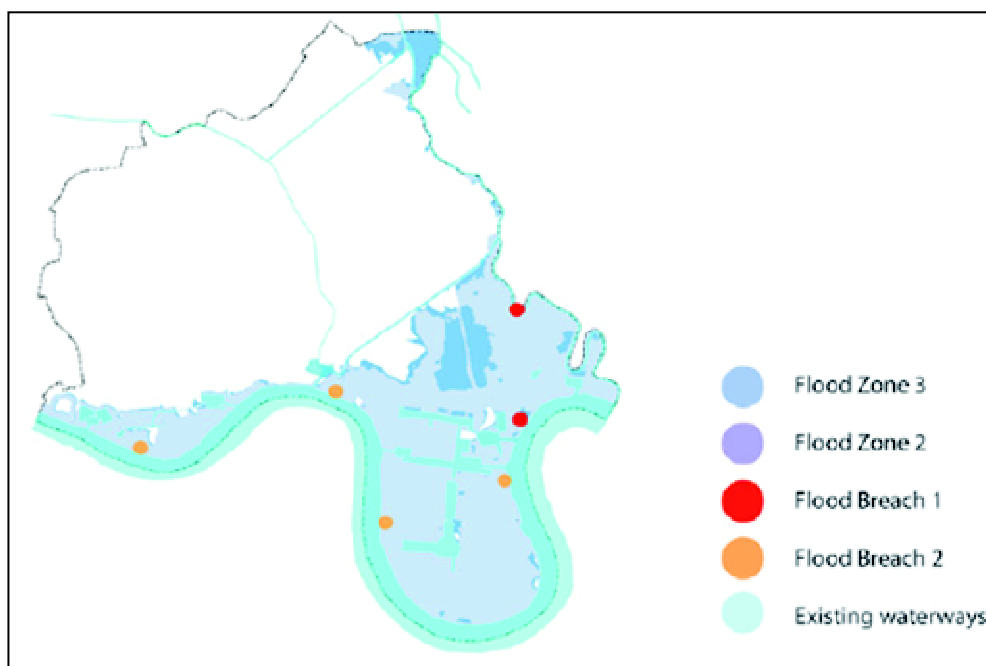 Flood Zone 3
Flood Zone 2
Flood Breach 1
Flood Breach 2
Existing waterways